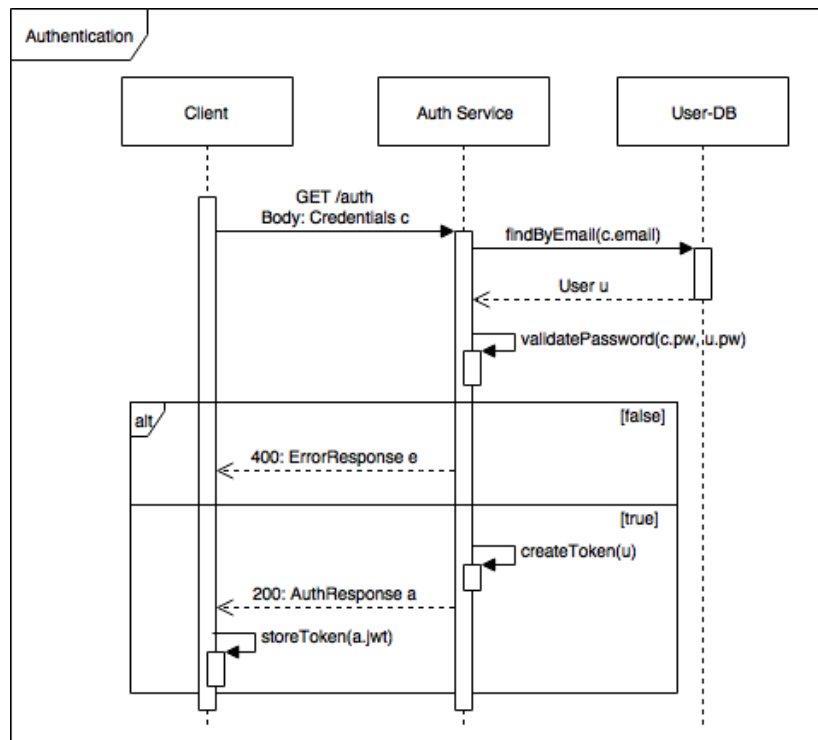 Authentication
Client
Auth Service
User-DB
GET /auth
Body: Credentials c
findByEmail(c.email)
User u
validatePassword(c.pw, u.pw)
alt
[false]
400: ErrorResponse e
[true]
createToken(u)
200: AuthResponse a
storeToken(a.jwt)